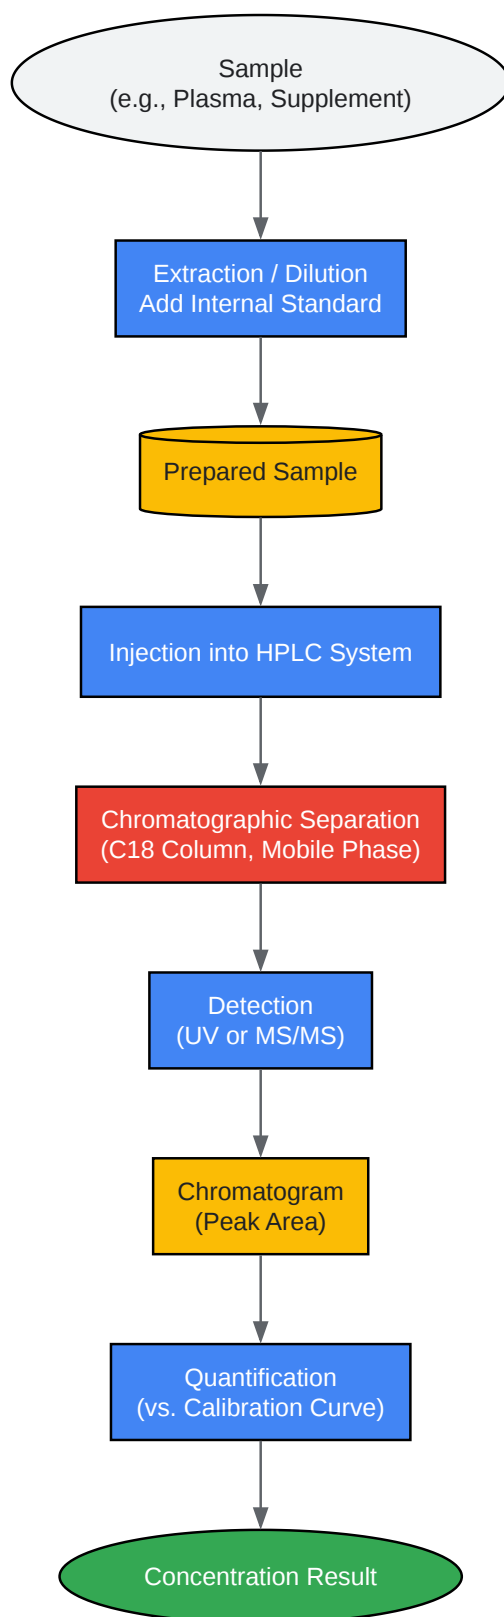 Sample
(e.g., Plasma, Supplement)
Extraction / Dilution
Add Internal Standard
Prepared Sample
Injection into HPLC System
Chromatographic Separation
(C18 Column, Mobile Phase)
Detection
(UV or MS/MS)
Chromatogram
(Peak Area)
Quantification
(vs. Calibration Curve)
Concentration Result